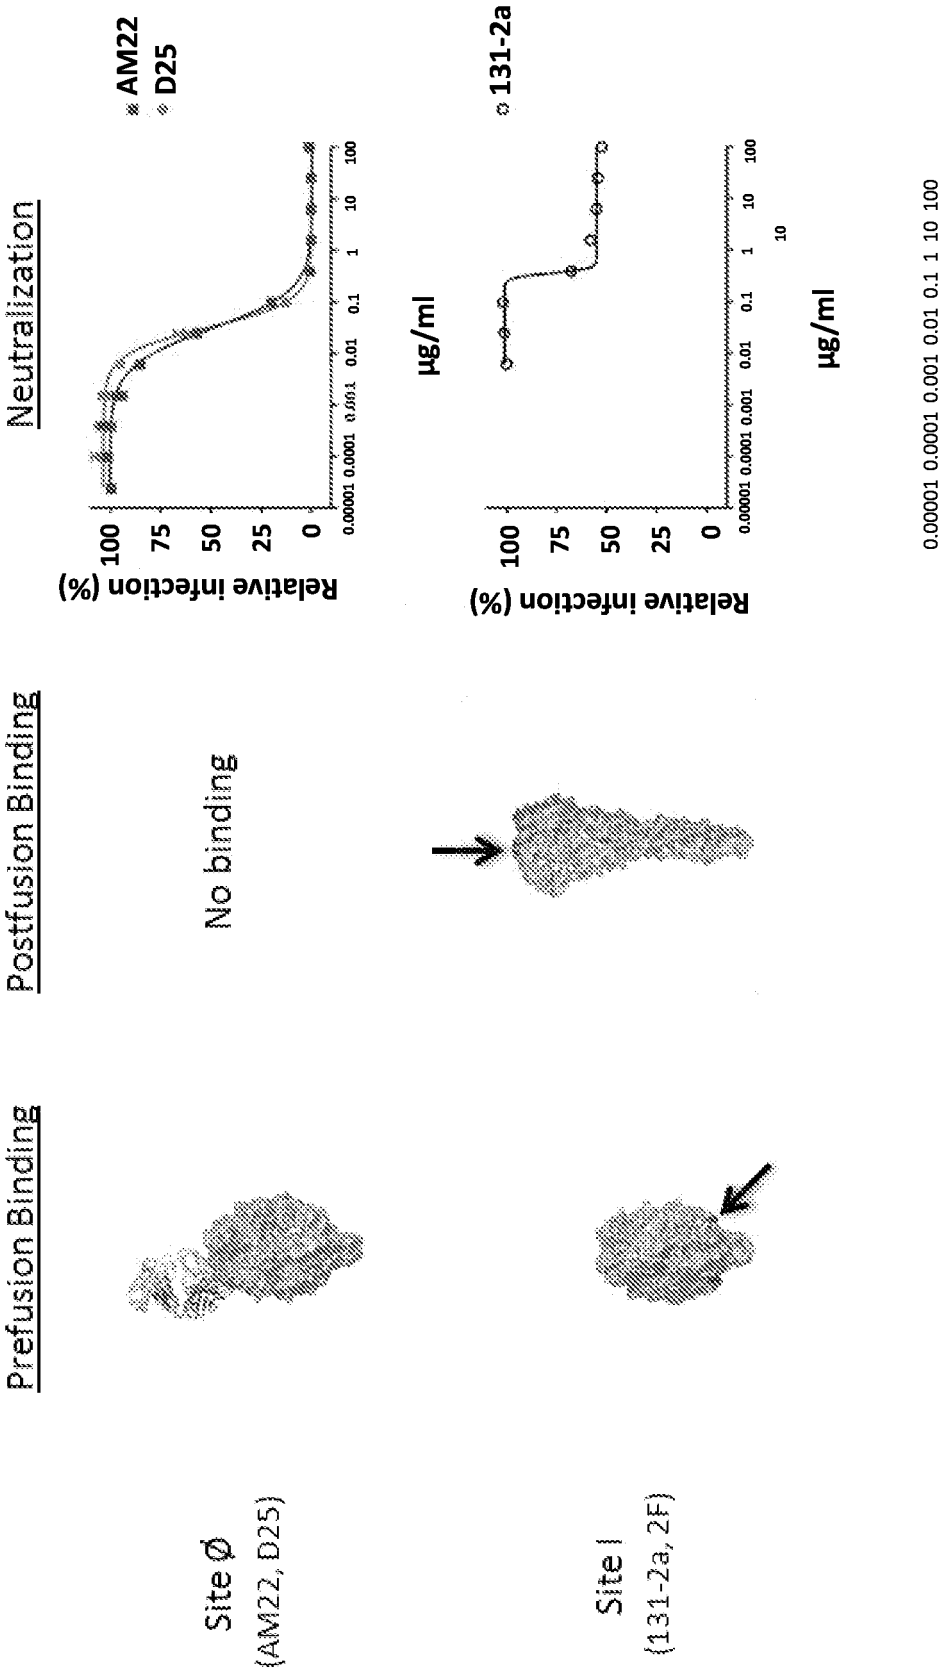 Prefusion Binding
Postfusion Binding
Neutralization
Site Ø
(AM22, D25)
No binding
Relative infection (%)
100
75
50
25
0
0.00001 0.0001 0.001 0.01 0.1 1 10 100
µg/ml
AM22
D25
Site I
(131-2a, 2F)
Relative infection (%)
100
75
50
25
0
0.00001 0.0001 0.001 0.01 0.1 1 10 100
10
µg/ml
131-2a
0.00001 0.0001 0.001 0.01 0.1 1 10 100